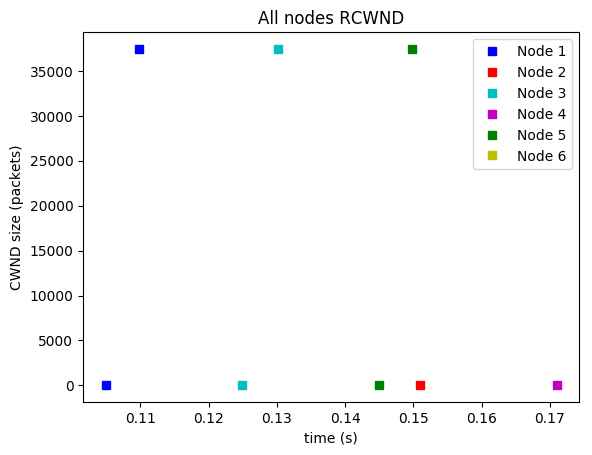 All nodes RCWND
CWND size (packets)
35000
30000
25000
20000
15000
10000
5000
0
Node 1
Node 2
Node 3
Node 4
Node 5
Node 6
0.11 0.12 0.13 0.14 0.15 0.16 0.17
time (s)